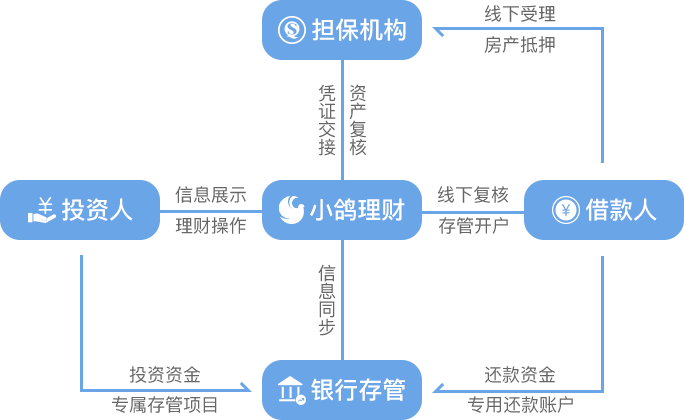 担保机构
线下受理
房产抵押
凭证交接
资产复核
投资人
信息展示
理财操作
小鸽理财
线下复核
存管开户
借款人
信息同步
投资资金
专属存管项目
银行存管
还款资金
专用还款账户